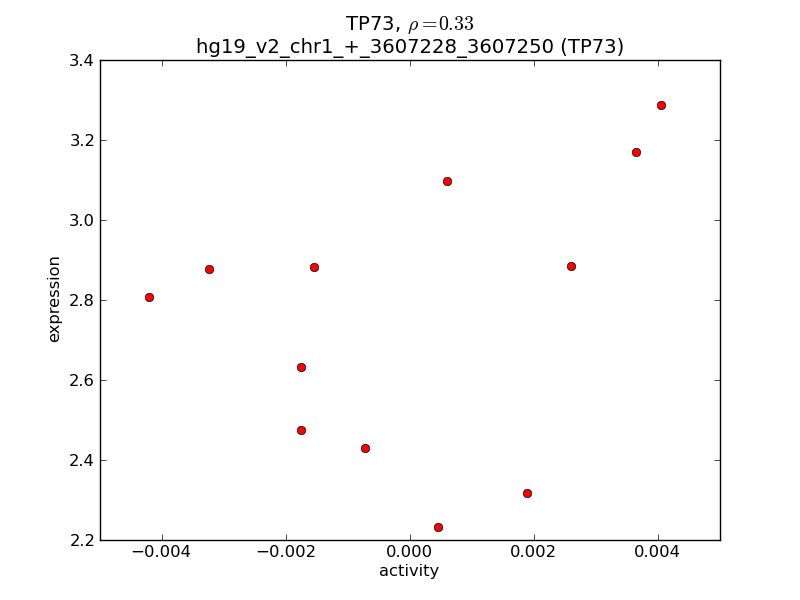 TP73, ρ=0.33
hg19_v2_chr1_+_3607228_3607250 (TP73)
3.4
3.2
3.0
2.8
2.6
2.4
2.2
expression
−0.004 −0.002 0.000 0.002 0.004
activity